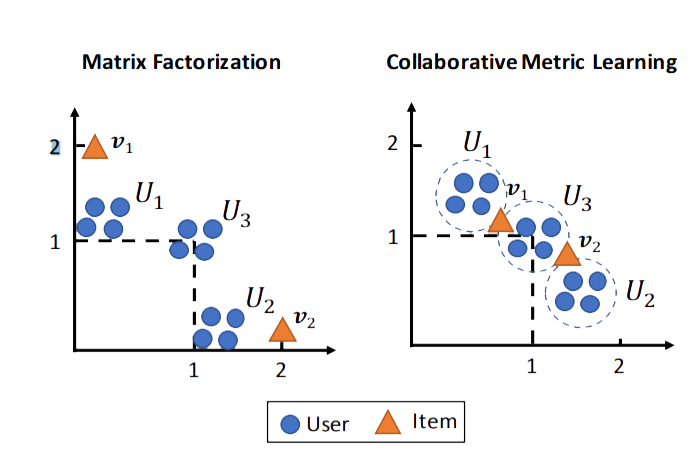 Matrix Factorization
Collaborative Metric Learning
2
v₁
U₁
U₃
1
U₂
v₂
1 2
2
U₁
v₁
U₃
1
v₂
U₂
1 2
User
Item